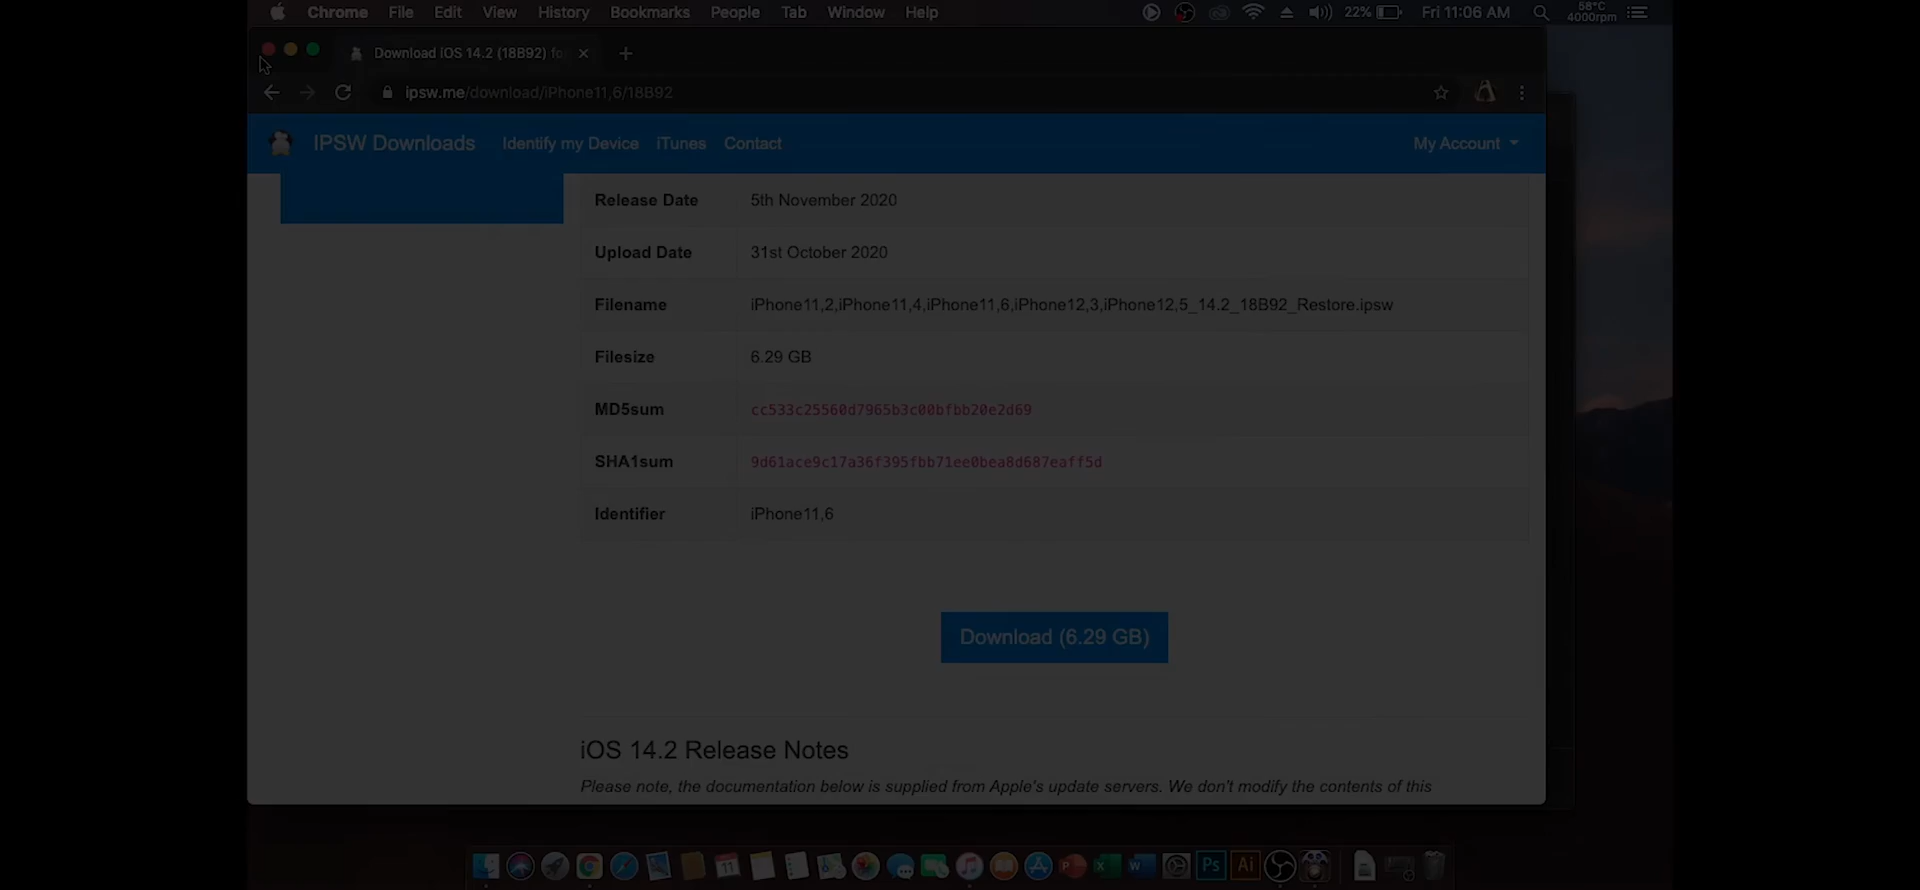 Chrome File Edit View History Bookmarks People Tab Window Help 22% Fri 11:06 AM 58°C 4000rpm
Download iOS 14.2 (18B92) fo
ipsw.me/download/iPhone11,6/18B92
IPSW Downloads Identify my Device iTunes Contact My Account
Release Date 5th November 2020
Upload Date 31st October 2020
Filename iPhone11,2,iPhone11,4,iPhone11,6,iPhone12,3,iPhone12,5_14.2_18B92_Restore.ipsw
Filesize 6.29 GB
MD5sum cc533c25560d7965b3c00bfbb20e2d69
SHA1sum 9d61ace9c17a36f395fbb71ee0bea8d687eaff5d
Identifier iPhone11,6
Download (6.29 GB)
iOS 14.2 Release Notes
Please note, the documentation below is supplied from Apple's update servers. We don't modify the contents of this
Ps Ai